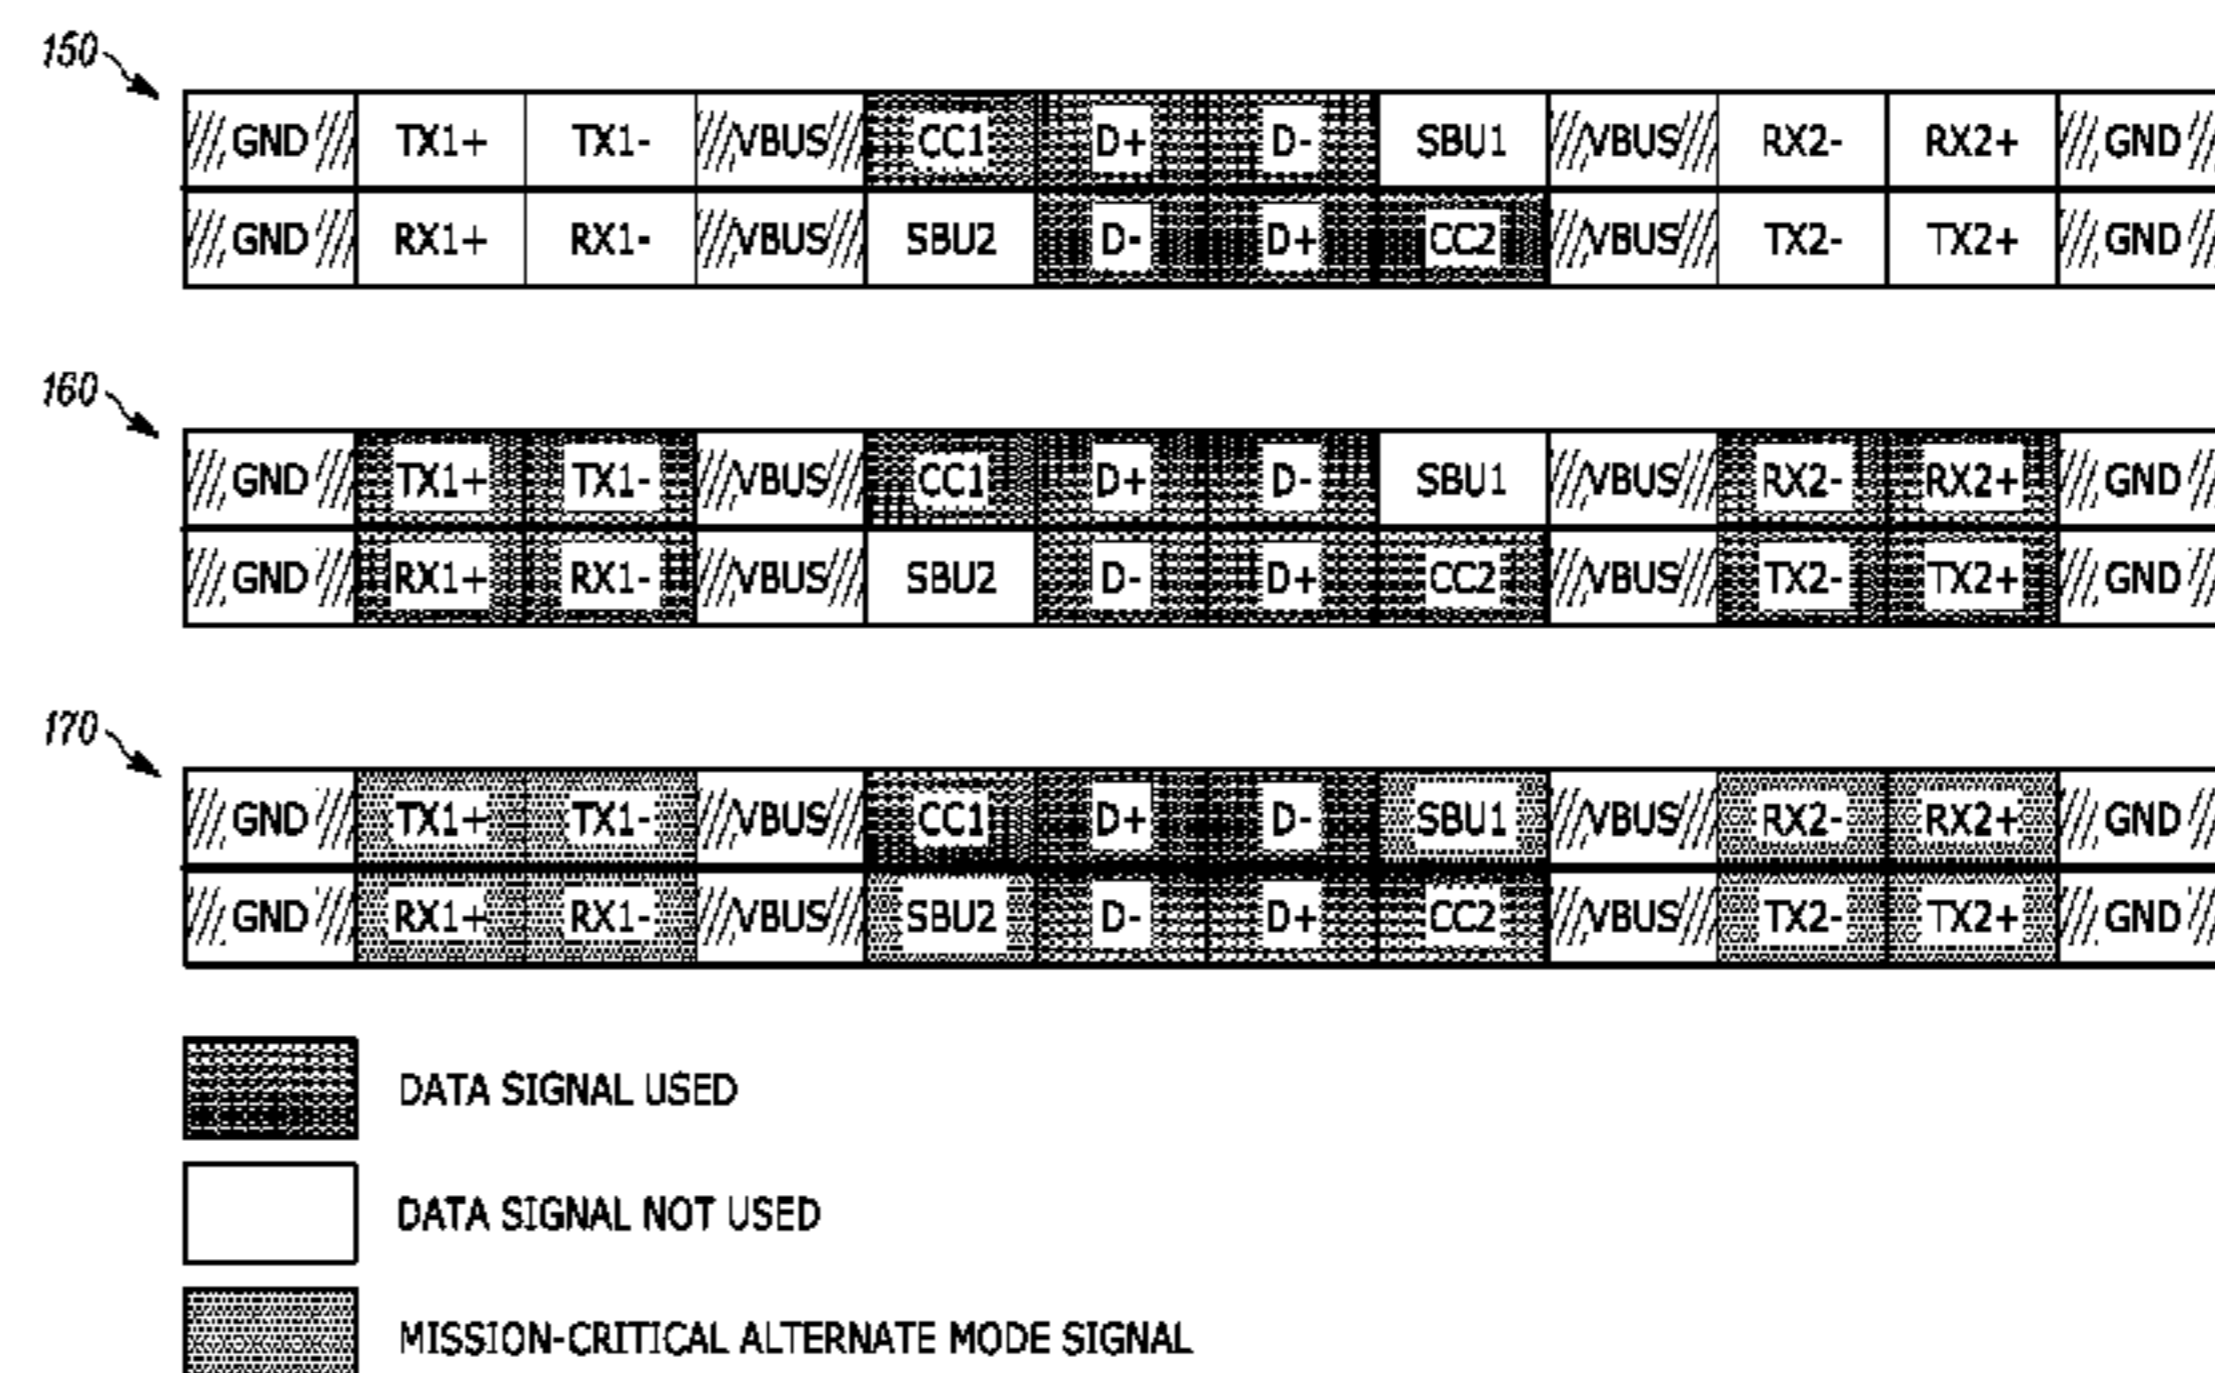 150
GND TX1+ TX1- VBUS CC1 D+ D- SBU1 VBUS RX2- RX2+ GND
GND RX1+ RX1- VBUS SBU2 D- D+ CC2 VBUS TX2- TX2+ GND
160
GND TX1+ TX1- VBUS CC1 D+ D- SBU1 VBUS RX2- RX2+ GND
GND RX1+ RX1- VBUS SBU2 D- D+ CC2 VBUS TX2- TX2+ GND
170
GND TX1+ TX1- VBUS CC1 D+ D- SBU1 VBUS RX2- RX2+ GND
GND RX1+ RX1- VBUS SBU2 D- D+ CC2 VBUS TX2- TX2+ GND
DATA SIGNAL USED
DATA SIGNAL NOT USED
MISSION-CRITICAL ALTERNATE MODE SIGNAL